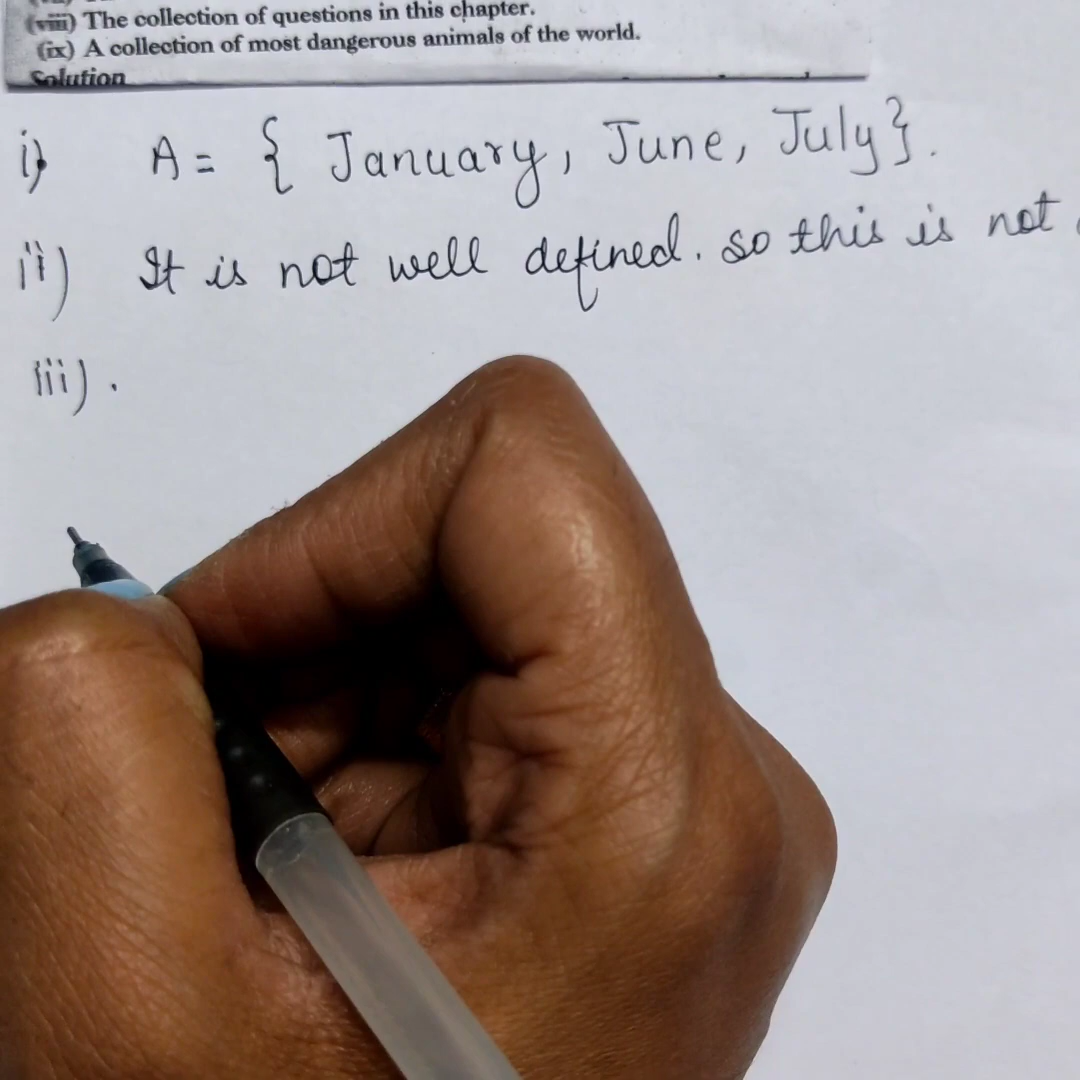 (viii) The collection of questions in this chapter.
(ix) A collection of most dangerous animals of the world.
Solution
i) A = { January, June, July}.
ii) It is not well defined. so this is not
iii).